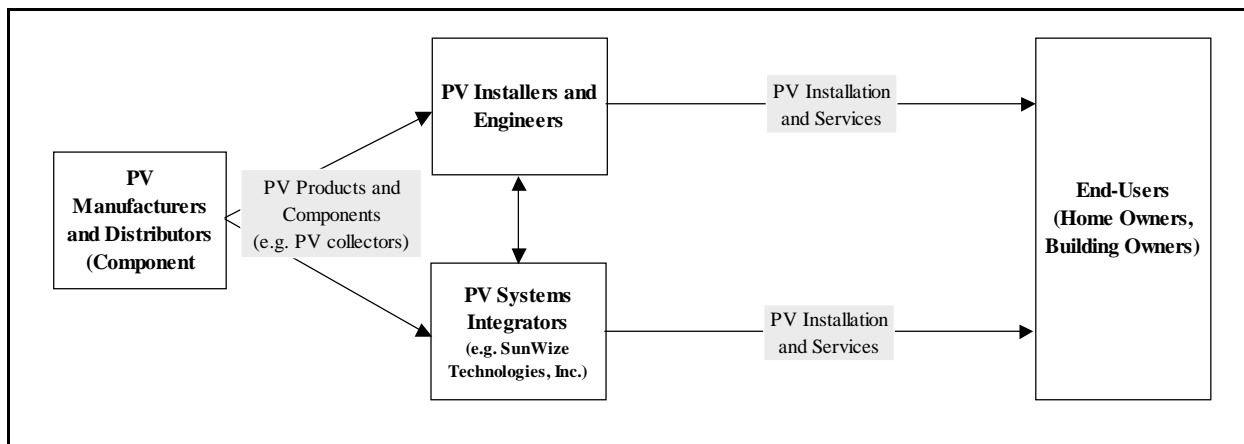 PV
Manufacturers
and Distributors
(Component
PV Products and
Components
(e.g. PV collectors)
PV Installers and
Engineers
PV Systems
Integrators
(e.g. SunWize
Technologies, Inc.)
PV Installation
and Services
PV Installation
and Services
End-Users
(Home Owners,
Building Owners)